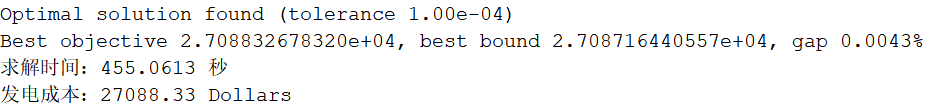 Optimal solution found (tolerance 1.00e-04)
Best objective 2.708832678320e+04, best bound 2.708716440557e+04, gap 0.0043%
求解时间：455.0613 秒
发电成本：27088.33 Dollars